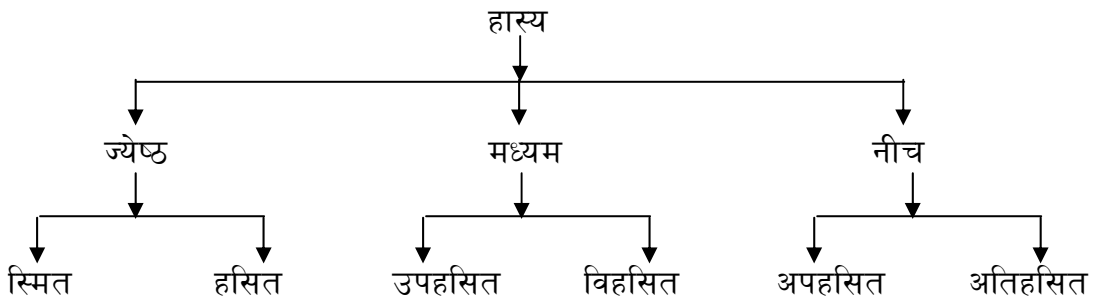 हास्य
ज्येष्ठ मध्यम नीच
स्मित हसित उपहसित विहसित अपहसित अतिहसित